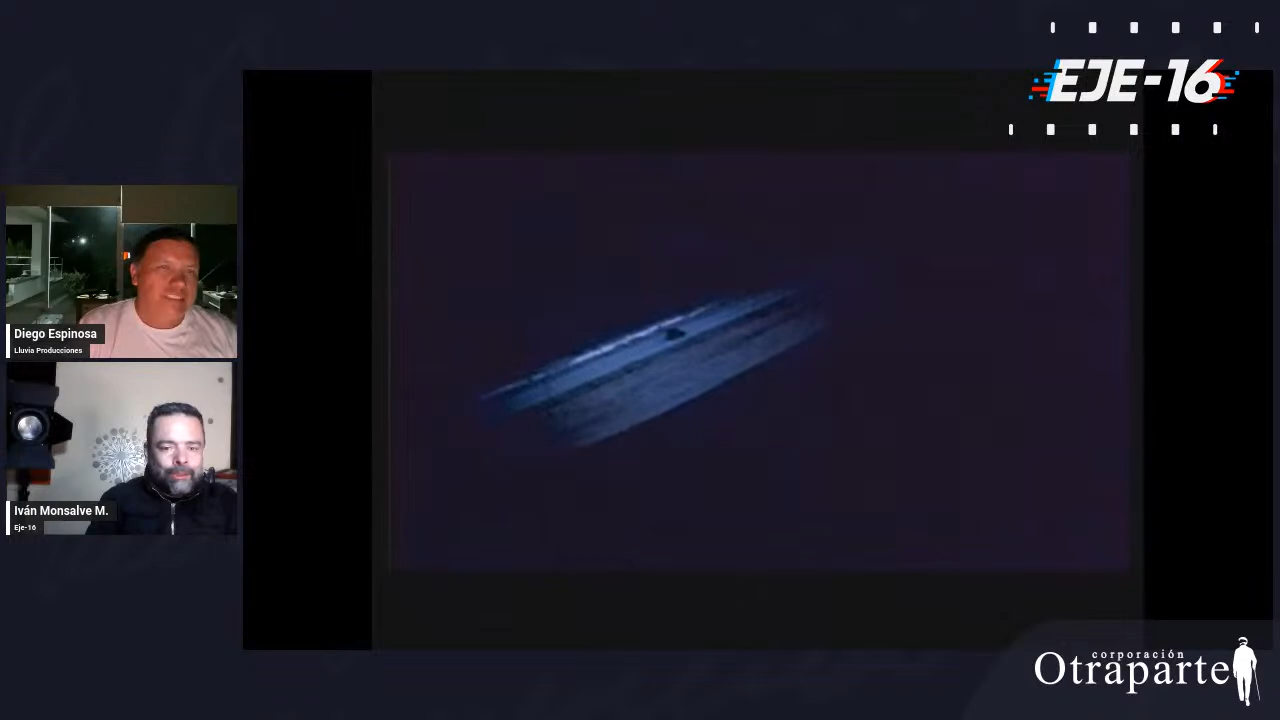 EJE-16
Diego Espinosa
Lluvia Producciones
Iván Monsalve M.
Eje-16
corporación
Otraparte